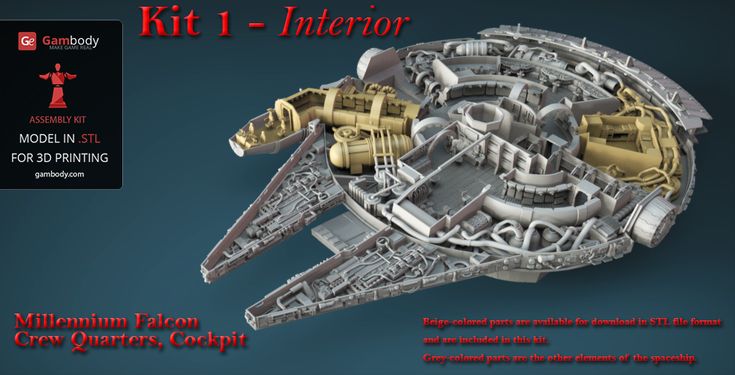 Kit 1 - Interior
Ge Gambody
MAKE GAME REAL
ASSEMBLY KIT
MODEL IN .STL
FOR 3D PRINTING
gambody.com
Millennium Falcon
Crew Quarters, Cockpit
Beige-colored parts are available for download in STL file format
and are included in this kit.
Grey-colored parts are the other elements of the spaceship.